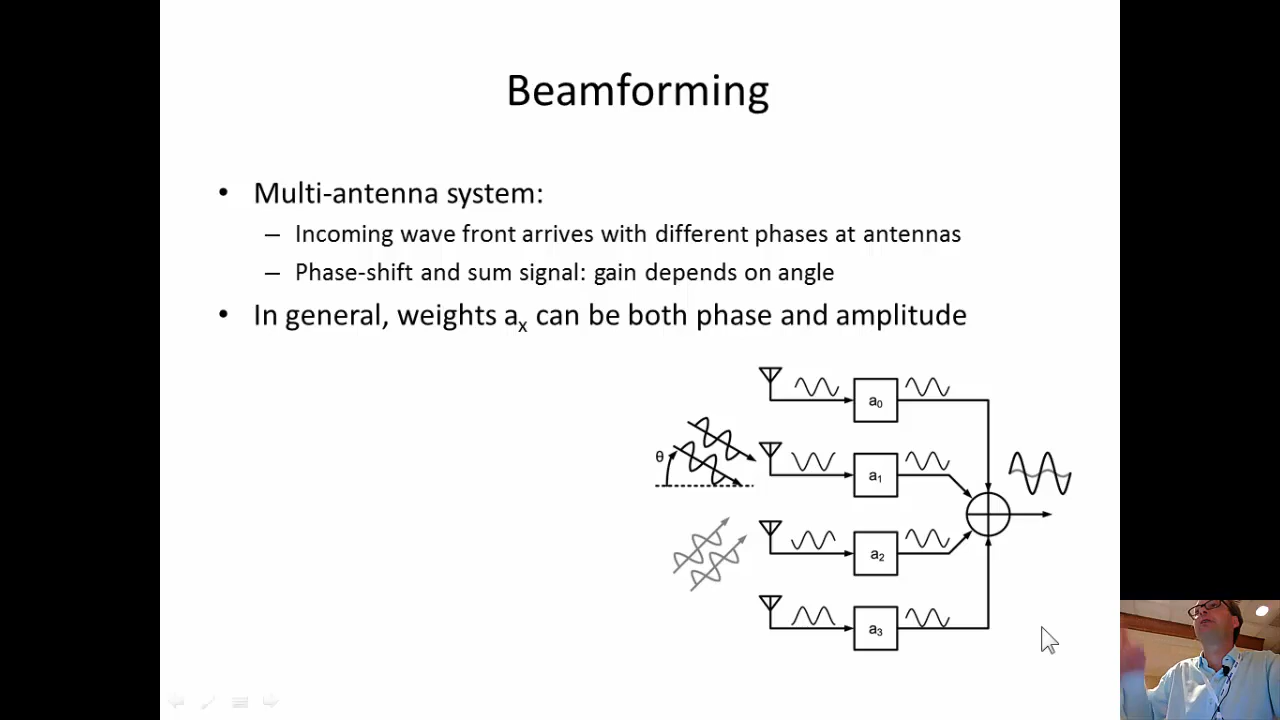 Beamforming
• Multi-antenna system:
– Incoming wave front arrives with different phases at antennas
– Phase-shift and sum signal: gain depends on angle
• In general, weights aₓ can be both phase and amplitude
a₀
θ
a₁
a₂
a₃